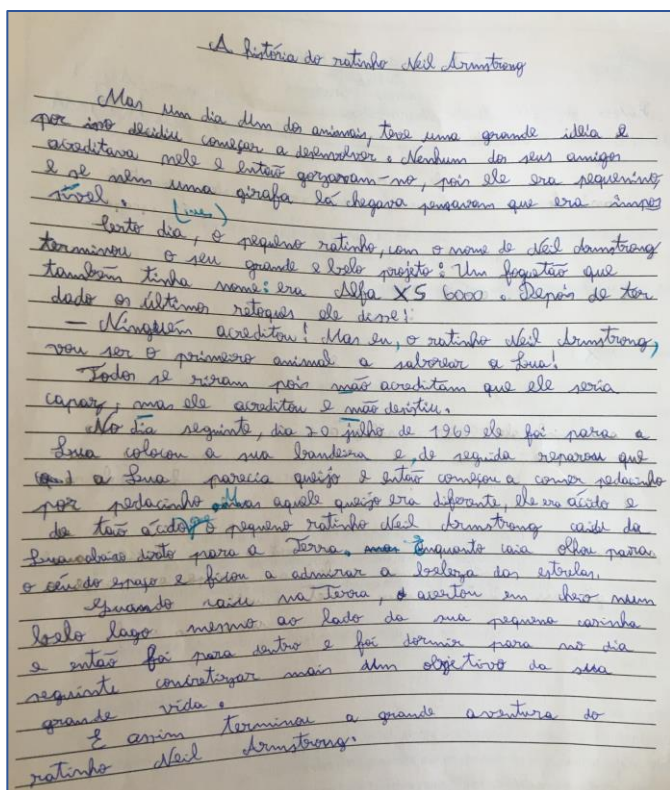 A história do ratinho Neil Armstrong
Mas um dia um dos animais, teve uma grande ideia e
por isso decidiu começar a desenvolver. Nenhum dos seus amigos
acreditava nele e então gozavam-no, pois ele era pequenino,
e se nem uma girafa lá chegava pensavam que era impos
sível.
Certo dia, o pequeno ratinho, com o nome de Neil Armstrong
terminou o seu grande e belo projeto: Um foguetão que
também tinha nome: era Alfa XS 6000. Depois de ter
dado os últimos retoques ele disse!
— Ninguém acreditou! Mas eu, o ratinho Neil Armstrong,
vou ser o primeiro animal a saborear a Lua!
Todos se riram pois não acreditam que ele seria
capaz, mas ele acreditou e não desistiu.
No dia seguinte, dia 20 julho de 1969 ele foi para a
Lua colocou a sua bandeira e, de seguida reparou que
a Lua parecia queijo e então começou a comer pedacinho
por pedacinho mas aquele queijo era diferente, ele era ácido e
de tão ácido o pequeno ratinho Neil Armstrong caiu da
Lua abaixo direto para a Terra. Enquanto caia olhou para
o céu do espaço e ficou a admirar a beleza das estrelas.
Quando caiu na Terra, acertou em cheio num
belo lago mesmo ao lado da sua pequena casinha
e então foi para dentro e foi dormir para no dia
seguinte concretizar mais um objetivo da sua
grande vida.
E assim terminou a grande aventura do
ratinho Neil Armstrong.